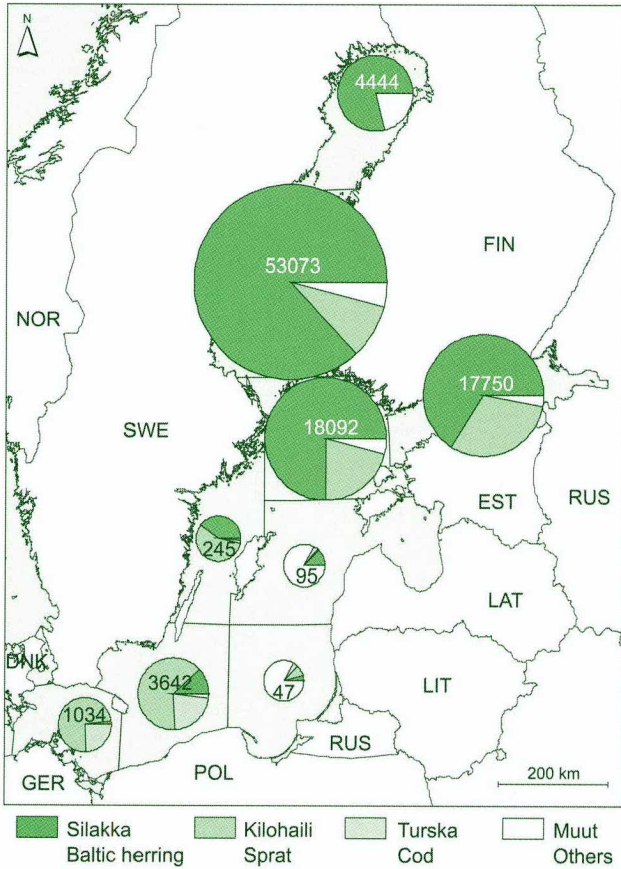 N
4444
53073
FIN
NOR
17750
SWE
18092
EST
RUS
245
95
LAT
DNK
3642
47
LIT
1034
RUS
GER
POL
200 km
Silakka
Baltic herring
Kilohaili
Sprat
Turska
Cod
Muut
Others